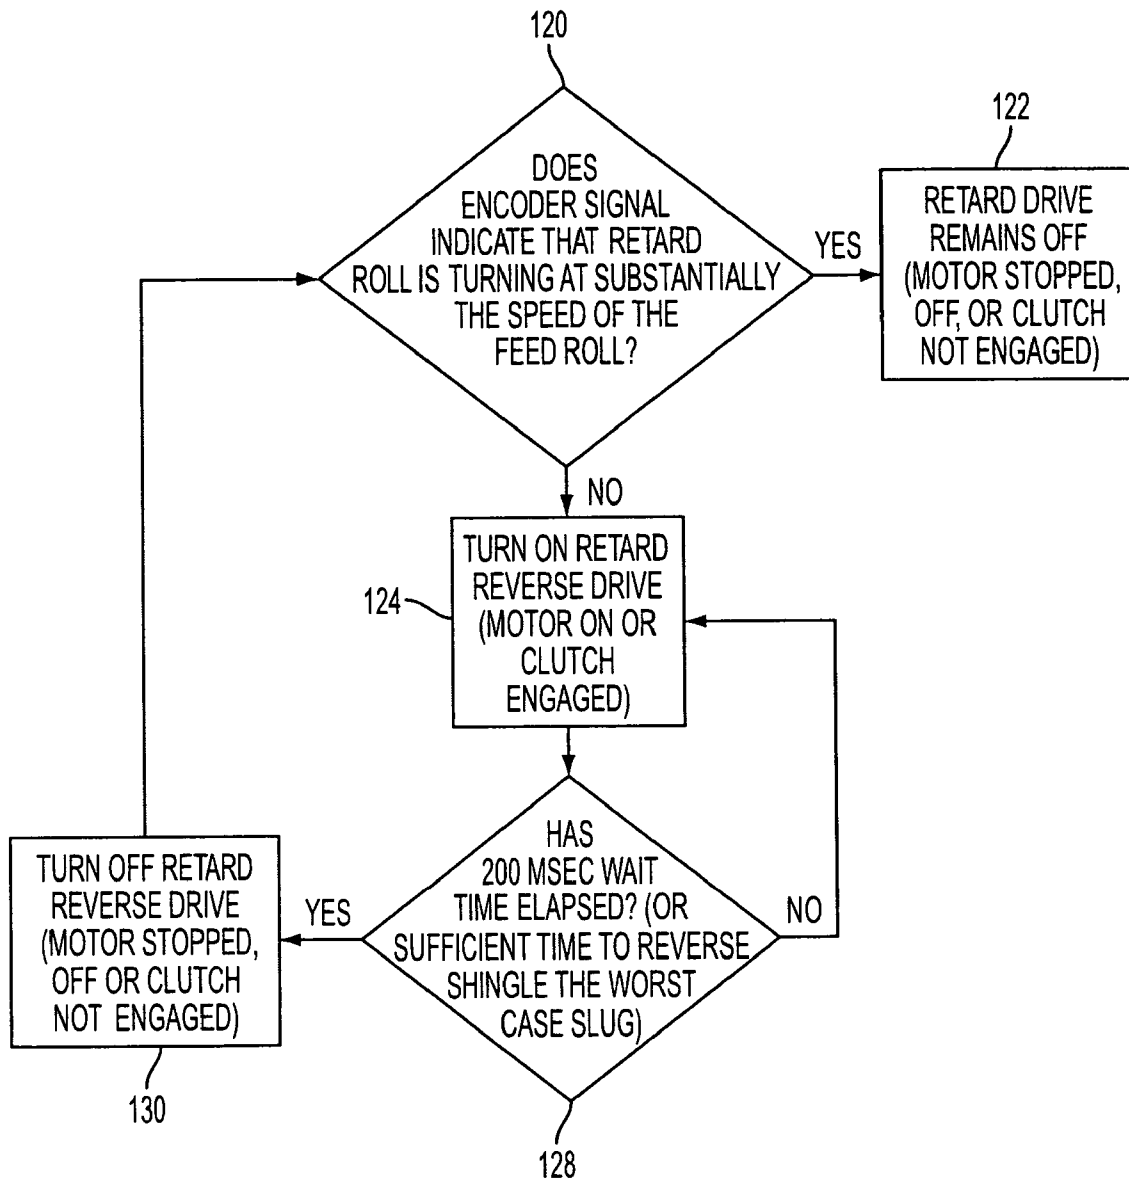 120
DOES
ENCODER SIGNAL
INDICATE THAT RETARD
ROLL IS TURNING AT SUBSTANTIALLY
THE SPEED OF THE
FEED ROLL?
YES
122
RETARD DRIVE
REMAINS OFF
(MOTOR STOPPED,
OFF, OR CLUTCH
NOT ENGAGED)
NO
124
TURN ON RETARD
REVERSE DRIVE
(MOTOR ON OR
CLUTCH
ENGAGED)
HAS
200 MSEC WAIT
TIME ELAPSED? (OR
SUFFICIENT TIME TO REVERSE
SHINGLE THE WORST
CASE SLUG)
NO
128
YES
TURN OFF RETARD
REVERSE DRIVE
(MOTOR STOPPED,
OFF OR CLUTCH
NOT ENGAGED)
130